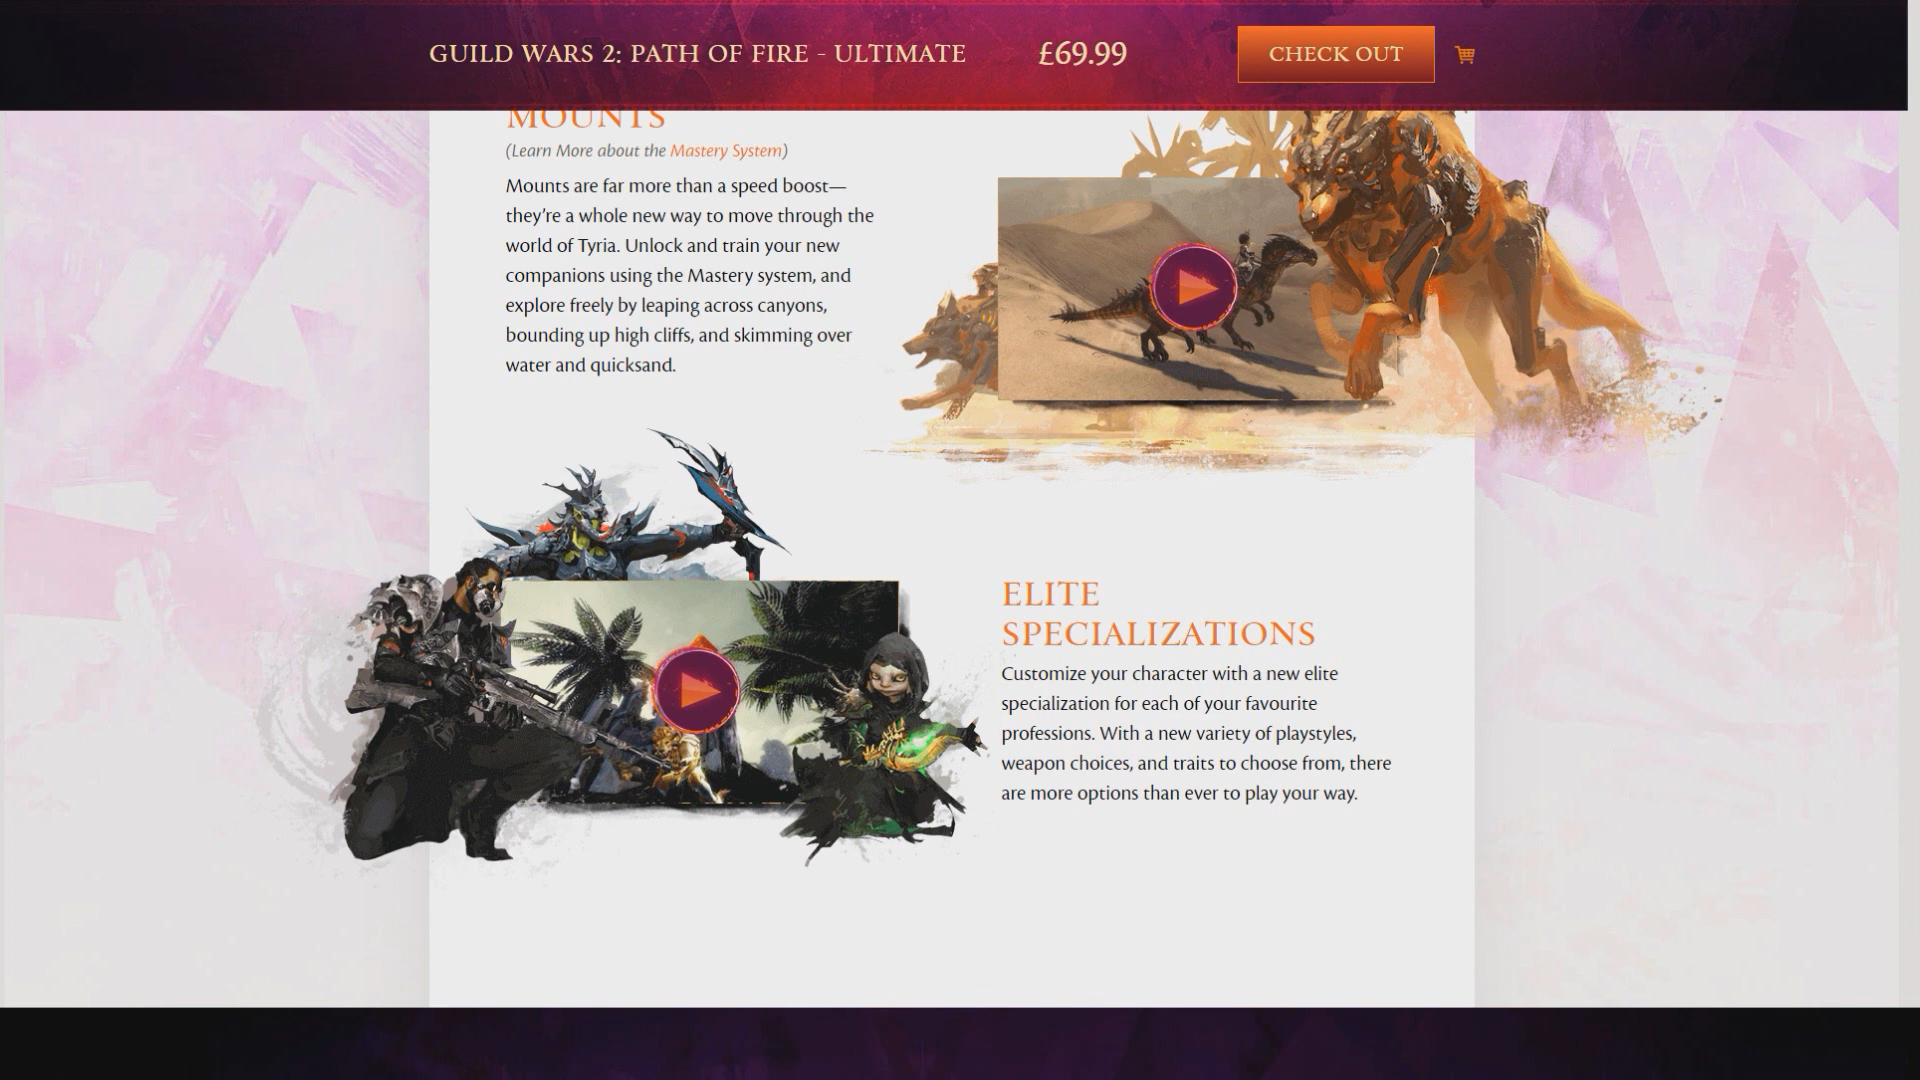 GUILD WARS 2: PATH OF FIRE - ULTIMATE £69.99 CHECK OUT
MOUNTS
(Learn More about the Mastery System)
Mounts are far more than a speed boost—
they’re a whole new way to move through the
world of Tyria. Unlock and train your new
companions using the Mastery system, and
explore freely by leaping across canyons,
bounding up high cliffs, and skimming over
water and quicksand.
ELITE
SPECIALIZATIONS
Customize your character with a new elite
specialization for each of your favourite
professions. With a new variety of playstyles,
weapon choices, and traits to choose from, there
are more options than ever to play your way.